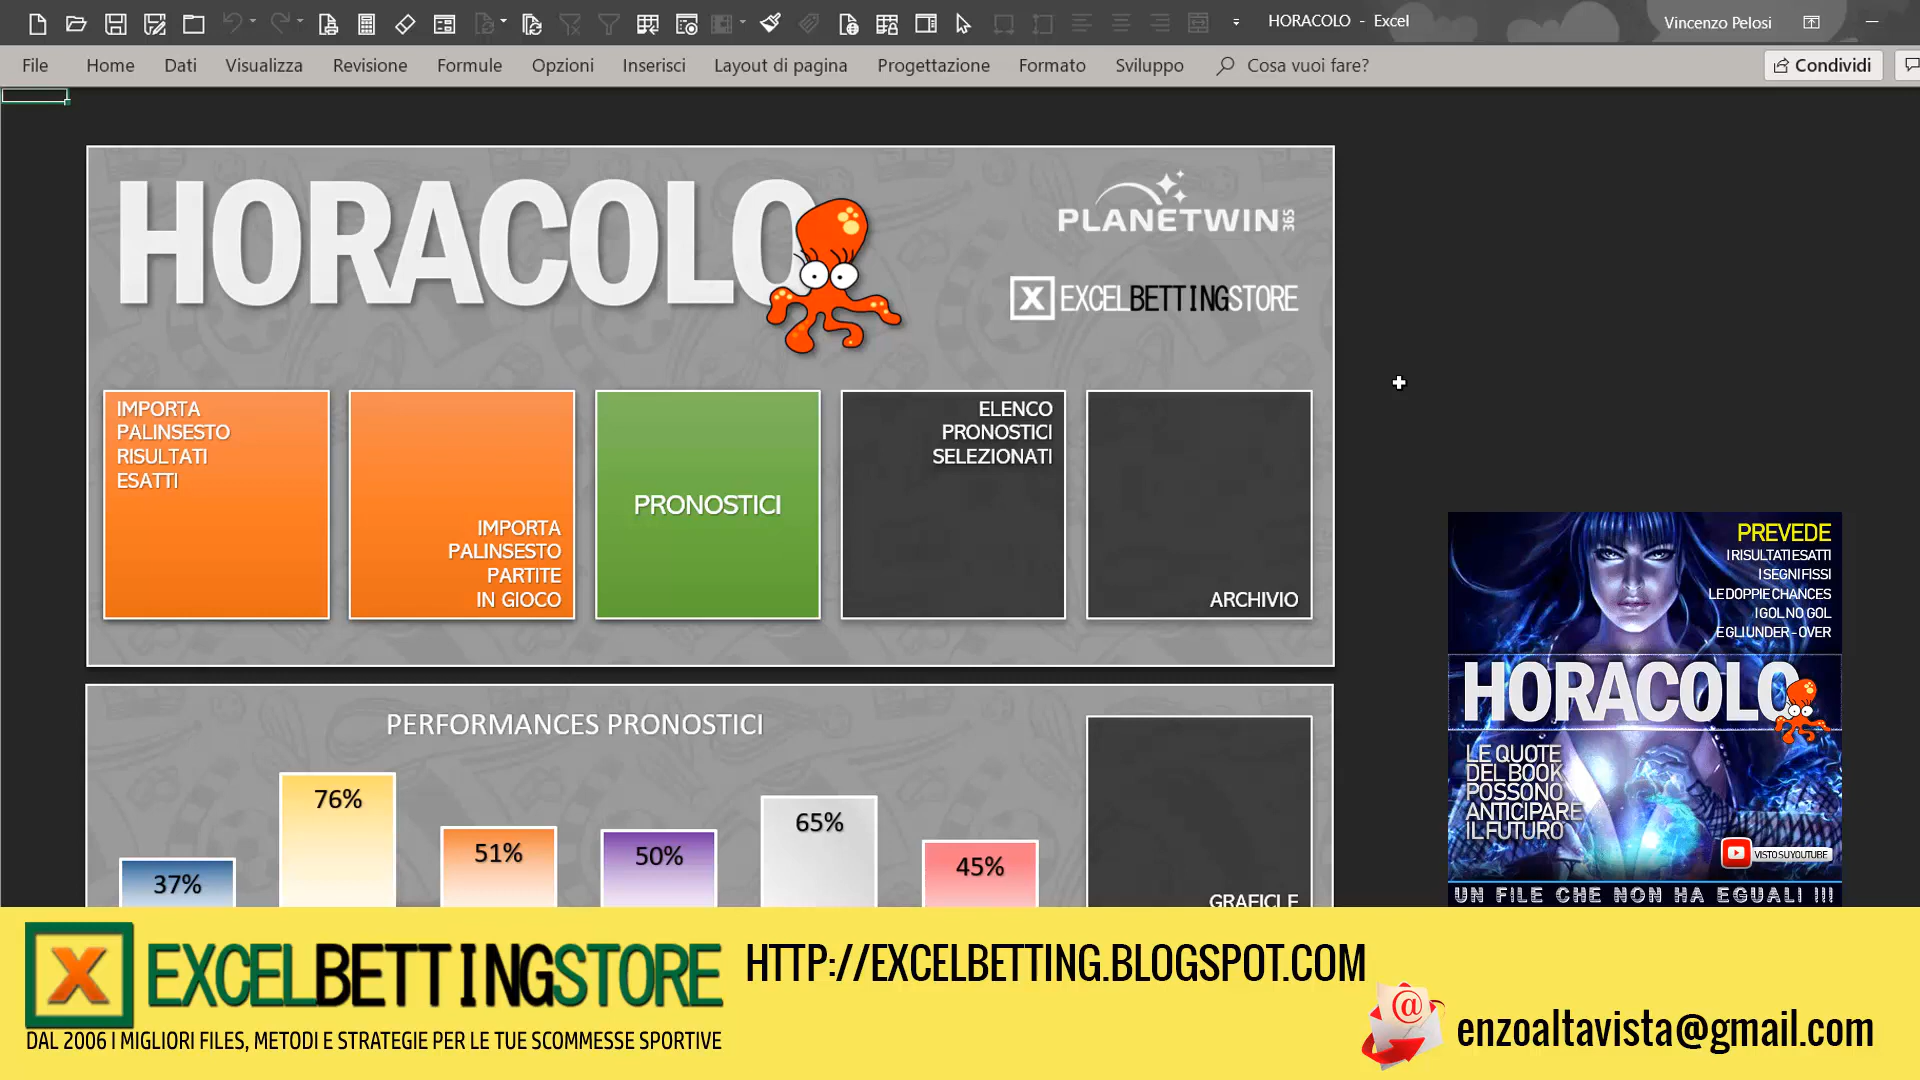 HORACOLO - Excel
Vincenzo Pelosi
File Home Dati Visualizza Revisione Formule Opzioni Inserisci Layout di pagina Progettazione Formato Sviluppo Cosa vuoi fare?
Condividi
HORACOLO
PLANETWIN365
X EXCELBETTINGSTORE
IMPORTA
PALINSESTO
RISULTATI
ESATTI
IMPORTA
PALINSESTO
PARTITE
IN GIOCO
PRONOSTICI
ELENCO
PRONOSTICI
SELEZIONATI
ARCHIVIO
PERFORMANCES PRONOSTICI
37%
76%
51%
50%
65%
45%
GRAFICI E
PREVEDE
I RISULTATI ESATTI
I SEGNI FISSI
LE DOPPIE CHANCES
I GOL NO GOL
E GLI UNDER - OVER
HORACOLO
LE QUOTE
DEL BOOK
POSSONO
ANTICIPARE
IL FUTURO
VISTO SU YOUTUBE
UN FILE CHE NON HA EGUALI !!!
X EXCELBETTINGSTORE
DAL 2006 I MIGLIORI FILES, METODI E STRATEGIE PER LE TUE SCOMMESSE SPORTIVE
HTTP://EXCELBETTING.BLOGSPOT.COM
@
enzoaltavista@gmail.com